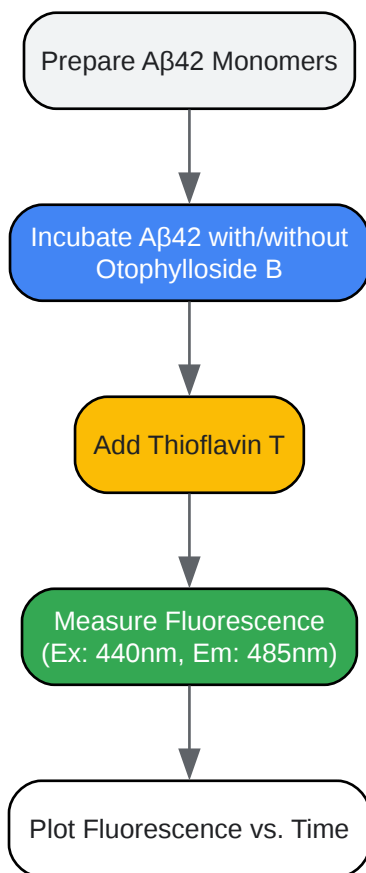 Prepare Aβ42 Monomers
Incubate Aβ42 with/without
Otophylloside B
Add Thioflavin T
Measure Fluorescence
(Ex: 440nm, Em: 485nm)
Plot Fluorescence vs. Time